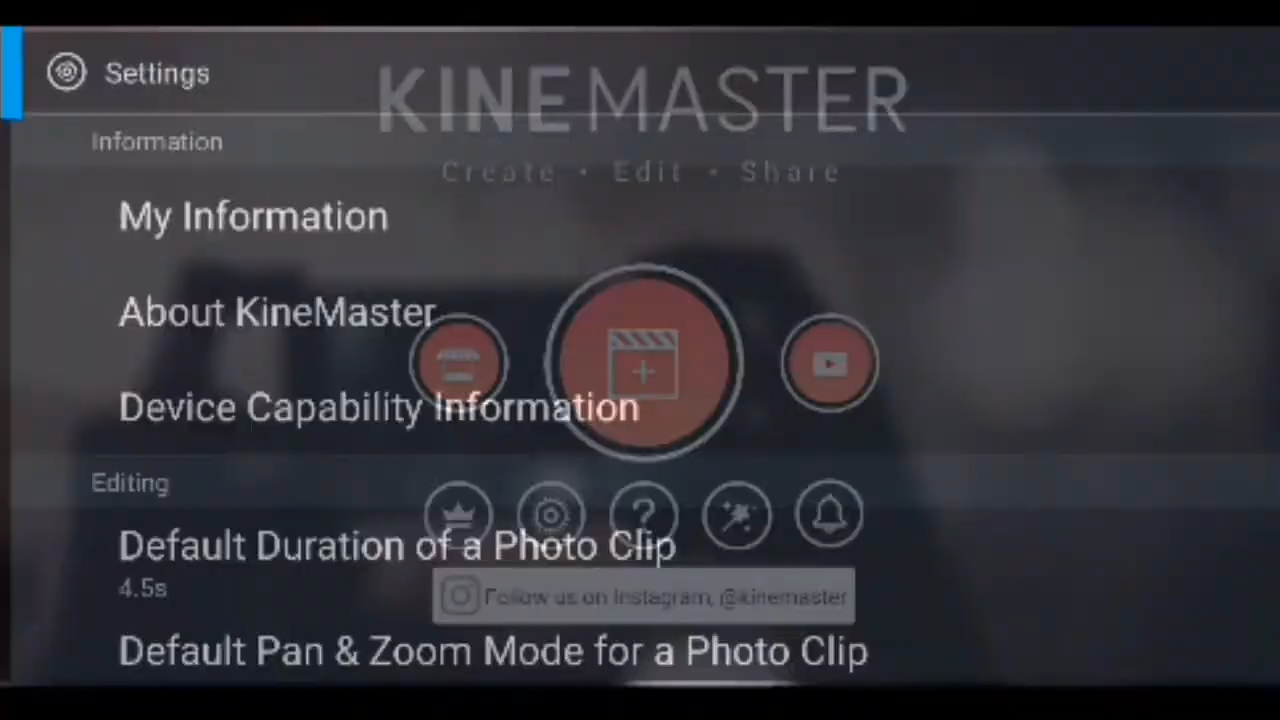 Settings
KINEMASTER
Create • Edit • Share
Information
My Information
About KineMaster
Device Capability Information
Editing
Default Duration of a Photo Clip
4.5s
Follow us on Instagram, @kinemaster
Default Pan & Zoom Mode for a Photo Clip